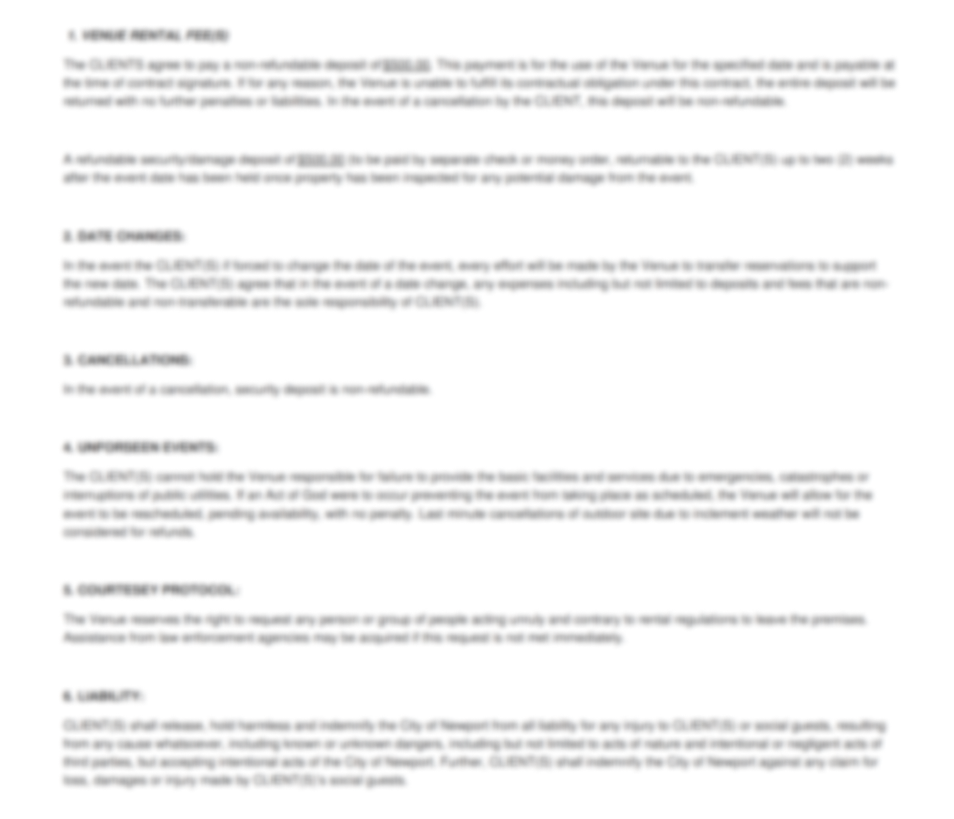 1. VENUE RENTAL FEE(S)
The CLIENTS agree to pay a non-refundable deposit of $500.00. This payment is for the use of the Venue for the specified date and is payable at
the time of contract signature. If for any reason, the Venue is unable to fulfill its contractual obligation under this contract, the entire deposit will be
returned with no further penalties or liabilities. In the event of a cancellation by the CLIENT, this deposit will be non-refundable.
A refundable security/damage deposit of $500.00 (to be paid by separate check or money order, returnable to the CLIENT(S) up to two (2) weeks
after the event date has been held once property has been inspected for any potential damage from the event.
2. DATE CHANGES:
In the event the CLIENT(S) if forced to change the date of the event, every effort will be made by the Venue to transfer reservations to support
the new date. The CLIENT(S) agree that in the event of a date change, any expenses including but not limited to deposits and fees that are non-
refundable and non-transferable are the sole responsibility of CLIENT(S).
3. CANCELLATIONS:
In the event of a cancellation, security deposit is non-refundable.
4. UNFORSEEN EVENTS:
The CLIENT(S) cannot hold the Venue responsible for failure to provide the basic facilities and services due to emergencies, catastrophes or
interruptions of public utilities. If an Act of God were to occur preventing the event from taking place as scheduled, the Venue will allow for the
event to be rescheduled, pending availability, with no penalty. Last minute cancellations of outdoor site due to inclement weather will not be
considered for refunds.
5. COURTESEY PROTOCOL:
The Venue reserves the right to request any person or group of people acting unruly and contrary to rental regulations to leave the premises.
Assistance from law enforcement agencies may be acquired if this request is not met immediately.
6. LIABILITY:
CLIENT(S) shall release, hold harmless and indemnify the City of Newport from all liability for any injury to CLIENT(S) or social guests, resulting
from any cause whatsoever, including known or unknown dangers, including but not limited to acts of nature and intentional or negligent acts of
third parties, but accepting intentional acts of the City of Newport. Further, CLIENT(S) shall indemnify the City of Newport against any claim for
loss, damages or injury made by CLIENT(S)'s social guests.